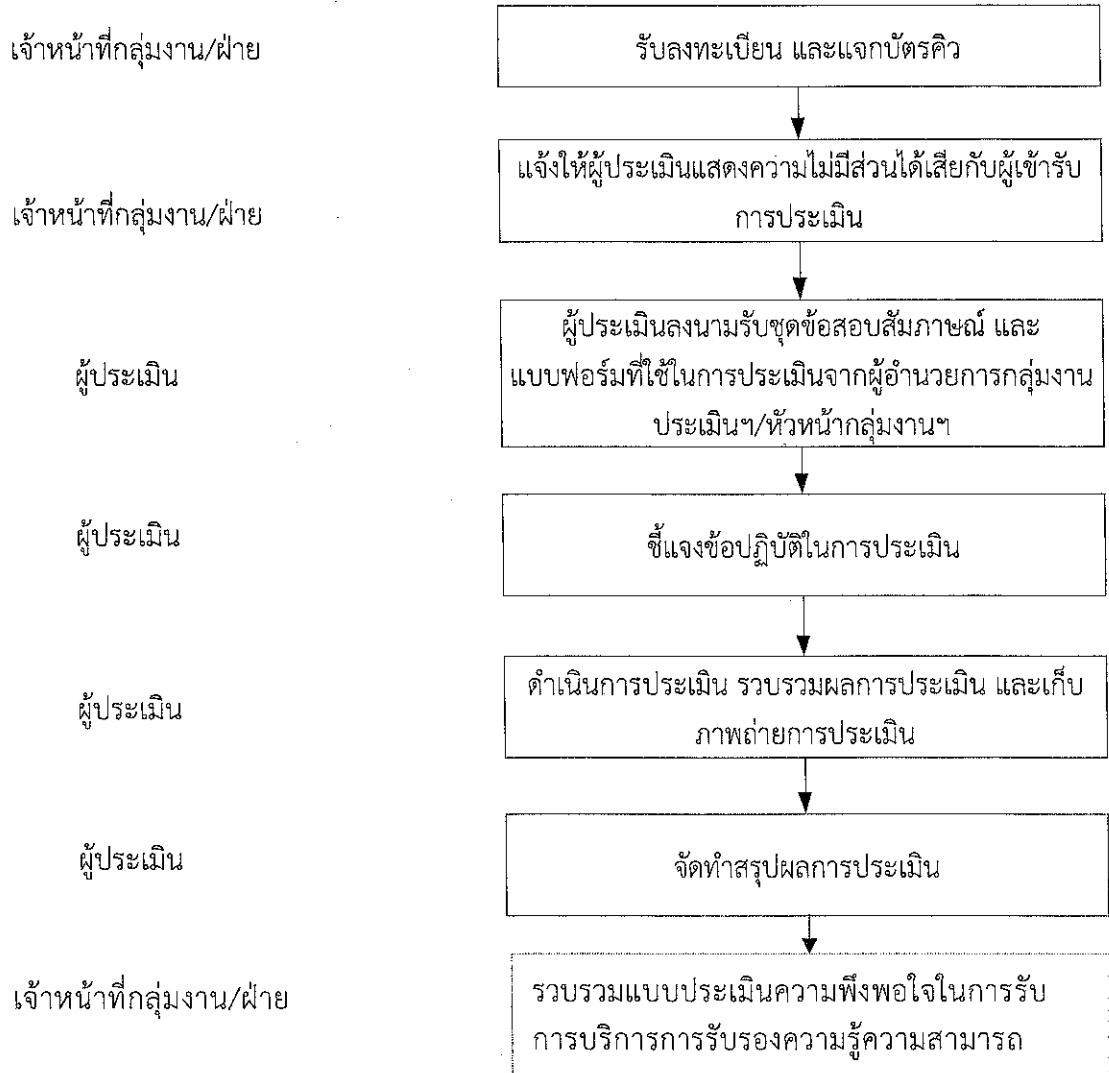 เจ้าหน้าที่กลุ่มงาน/ฝ่าย
รับลงทะเบียน และแจกบัตรคิว
เจ้าหน้าที่กลุ่มงาน/ฝ่าย
แจ้งให้ผู้ประเมินแสดงความไม่มีส่วนได้เสียกับผู้เข้ารับ
การประเมิน
ผู้ประเมิน
ผู้ประเมินลงนามรับชุดข้อสอบสัมภาษณ์ และ
แบบฟอร์มที่ใช้ในการประเมินจากผู้อำนวยการกลุ่มงาน
ประเมินฯ/หัวหน้ากลุ่มงานฯ
ผู้ประเมิน
ชี้แจงข้อปฏิบัติในการประเมิน
ผู้ประเมิน
ดำเนินการประเมิน รวบรวมผลการประเมิน และเก็บ
ภาพถ่ายการประเมิน
ผู้ประเมิน
จัดทำสรุปผลการประเมิน
เจ้าหน้าที่กลุ่มงาน/ฝ่าย
รวบรวมแบบประเมินความพึงพอใจในการรับ
การบริการการรับรองความรู้ความสามารถ